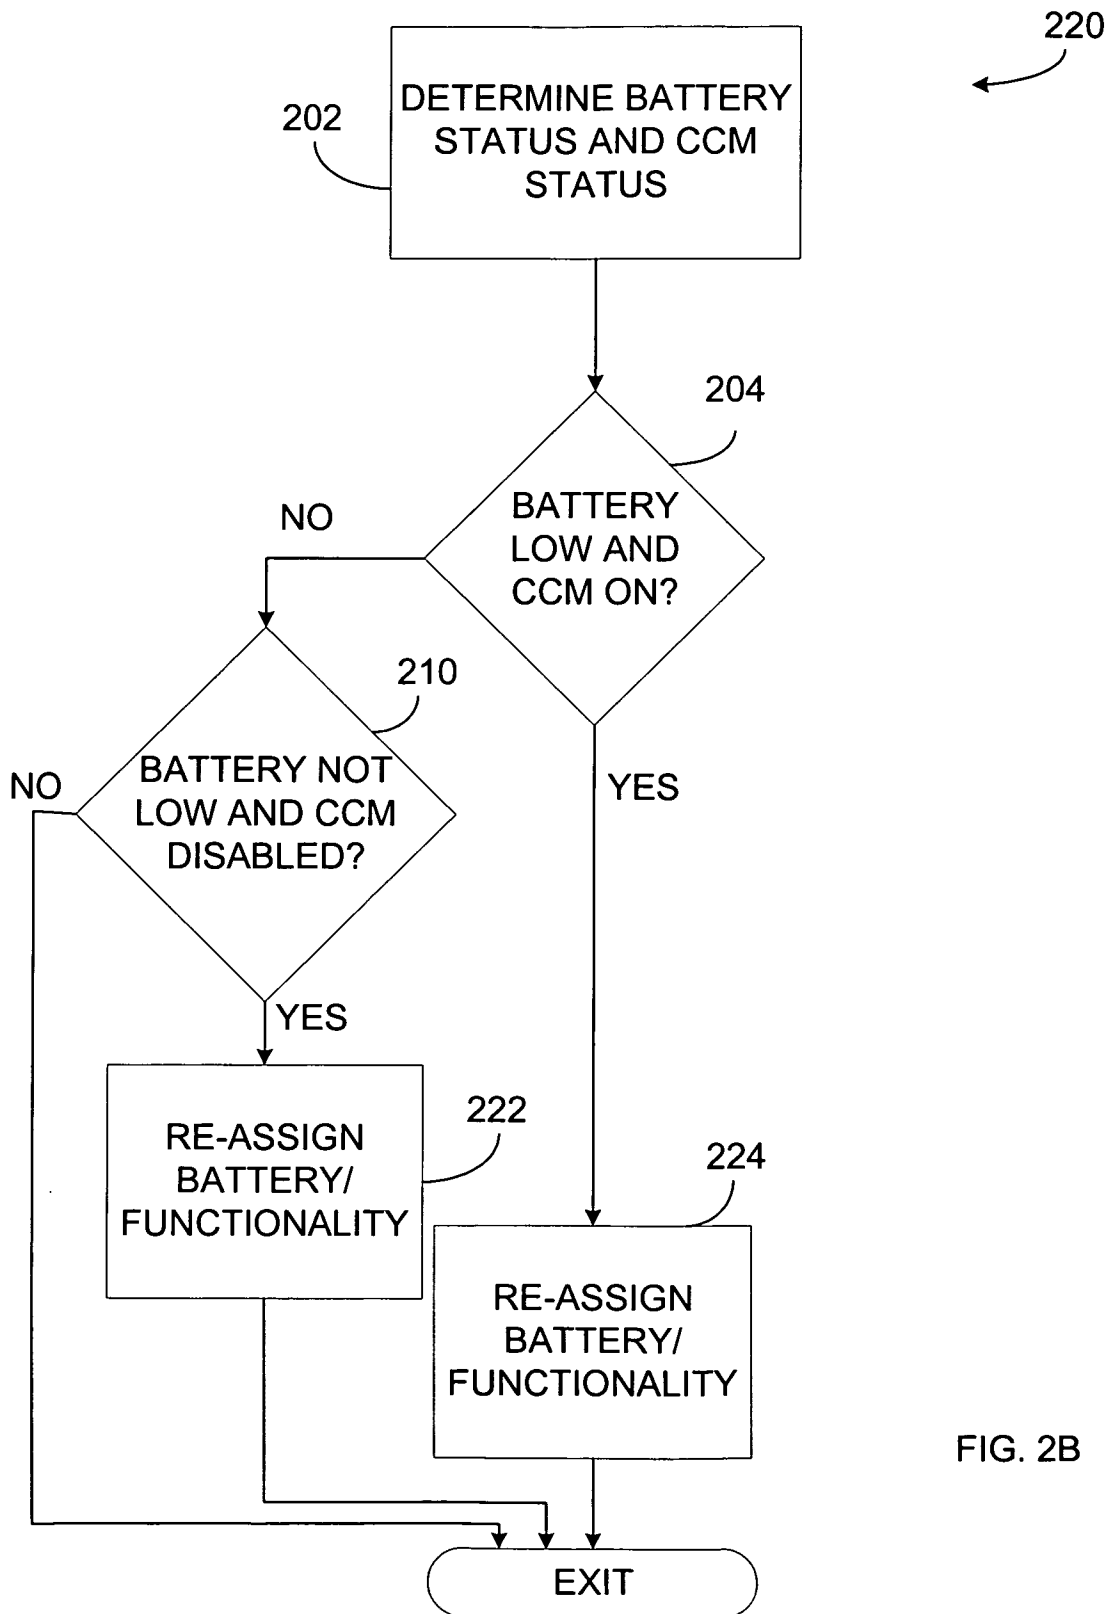 220
DETERMINE BATTERY
STATUS AND CCM
STATUS
202
204
BATTERY
LOW AND
CCM ON?
NO
210
BATTERY NOT
LOW AND CCM
DISABLED?
NO
YES
YES
RE-ASSIGN
BATTERY/
FUNCTIONALITY
222
224
RE-ASSIGN
BATTERY/
FUNCTIONALITY
FIG. 2B
EXIT